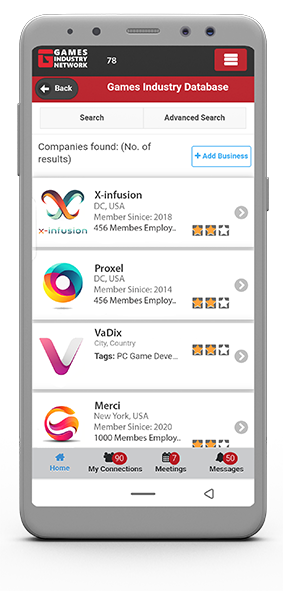 GAMES
INDUSTRY
NETWORK
78
Back
Games Industry Database
Search
Advanced Search
Companies found: (No. of
results)
+ Add Business
X-infusion
DC, USA
Member Sinice: 2018
456 Membes Employ..
x-infusion
Proxel
DC, USA
Member Sinice: 2014
456 Membes Employ..
VaDix
City, Country
Tags: PC Game Deve...
Merci
New York, USA
Member Sinice: 2020
1000 Membes Employ..
90
7
50
Home
My Connections
Meetings
Messages